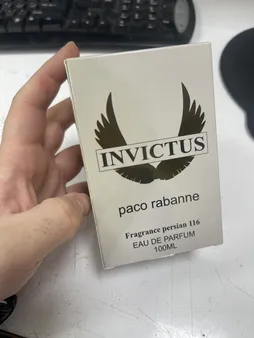 INVICTUS
paco rabanne
Fragrance persian 116
EAU DE PARFUM
100ML